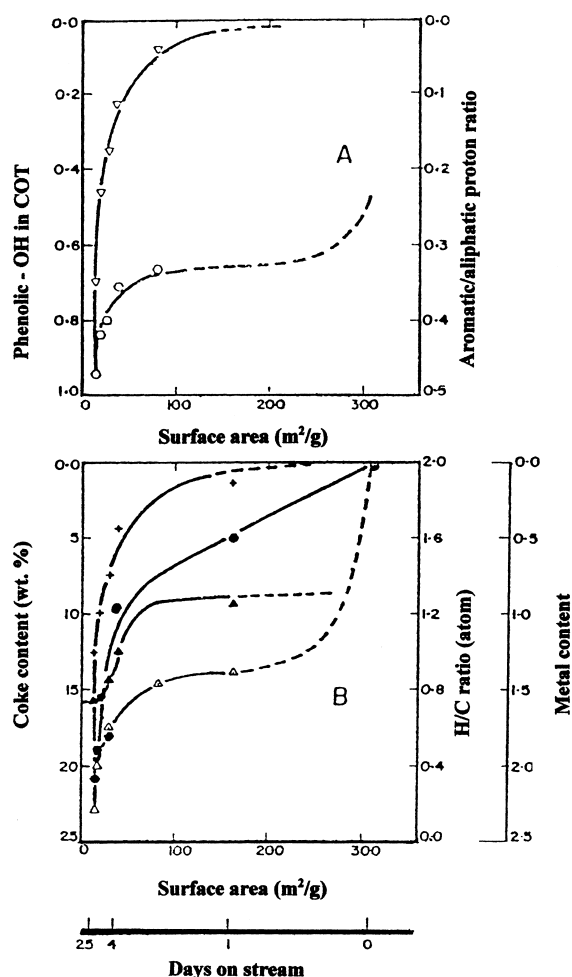 0.0
0.2
0.4
0.6
0.8
1.0
Phenolic - OH in COT
0.0
0.1
0.2
0.3
0.4
0.5
Aromatic/aliphatic proton ratio
A
0 100 200 300
Surface area (m²/g)
0.0
5
10
15
20
25
Coke content (wt. %)
2.0
1.6
1.2
0.8
0.4
0.0
H/C ratio (atom)
0.0
0.5
1.0
1.5
2.0
2.5
Metal content
B
0 100 200 300
Surface area (m²/g)
25 4 1 0
Days on stream